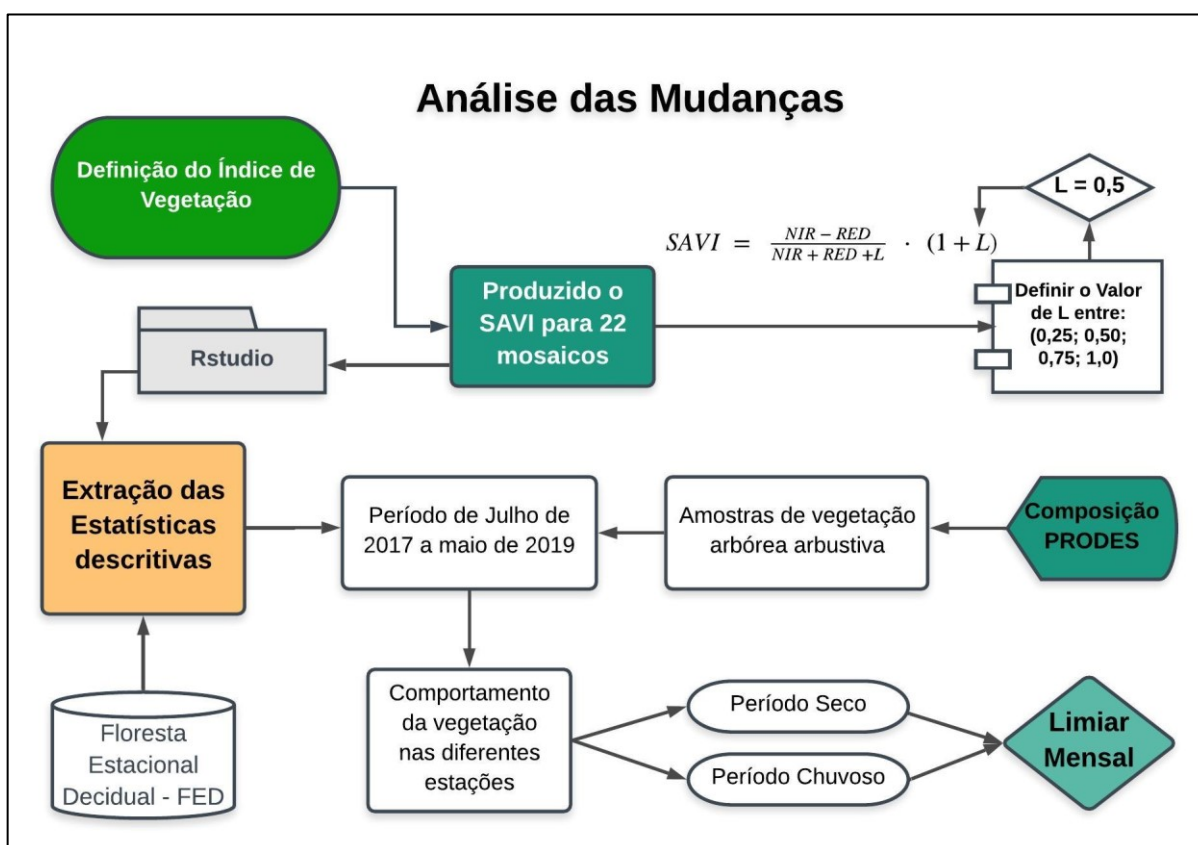 Análise das Mudanças
Definição do Índice de
Vegetação
L = 0,5
SAVI = NIR − RED / NIR + RED + L · (1 + L)
Produzido o
SAVI para 22
mosaicos
Definir o Valor
de L entre:
(0,25; 0,50;
0,75; 1,0)
Rstudio
Extração das
Estatísticas
descritivas
Período de Julho de
2017 a maio de 2019
Amostras de vegetação
arbórea arbustiva
Composição
PRODES
Floresta
Estacional
Decidual - FED
Comportamento
da vegetação
nas diferentes
estações
Período Seco
Período Chuvoso
Limiar
Mensal